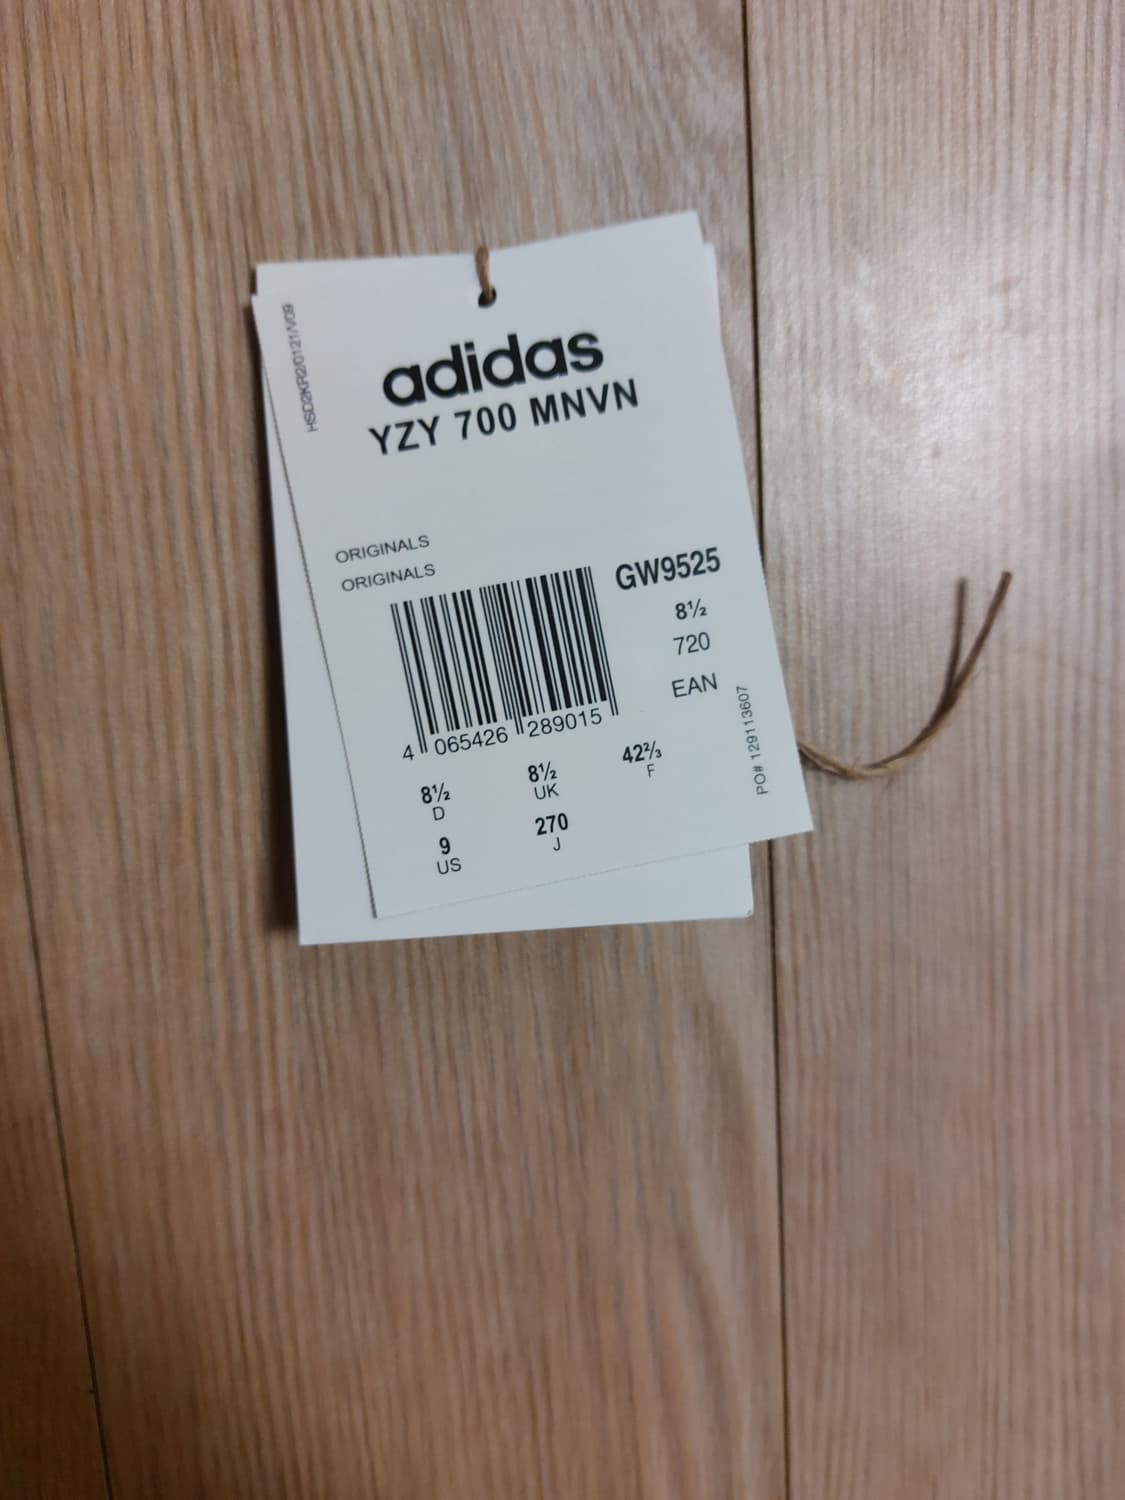 HSD2KR2/0121/V09
adidas
YZY 700 MNVN
ORIGINALS
ORIGINALS
GW9525
8½
720
EAN
4 065426 289015
8½ 8½ 42⅔
D UK F
9 270
US J
PO# 129113607